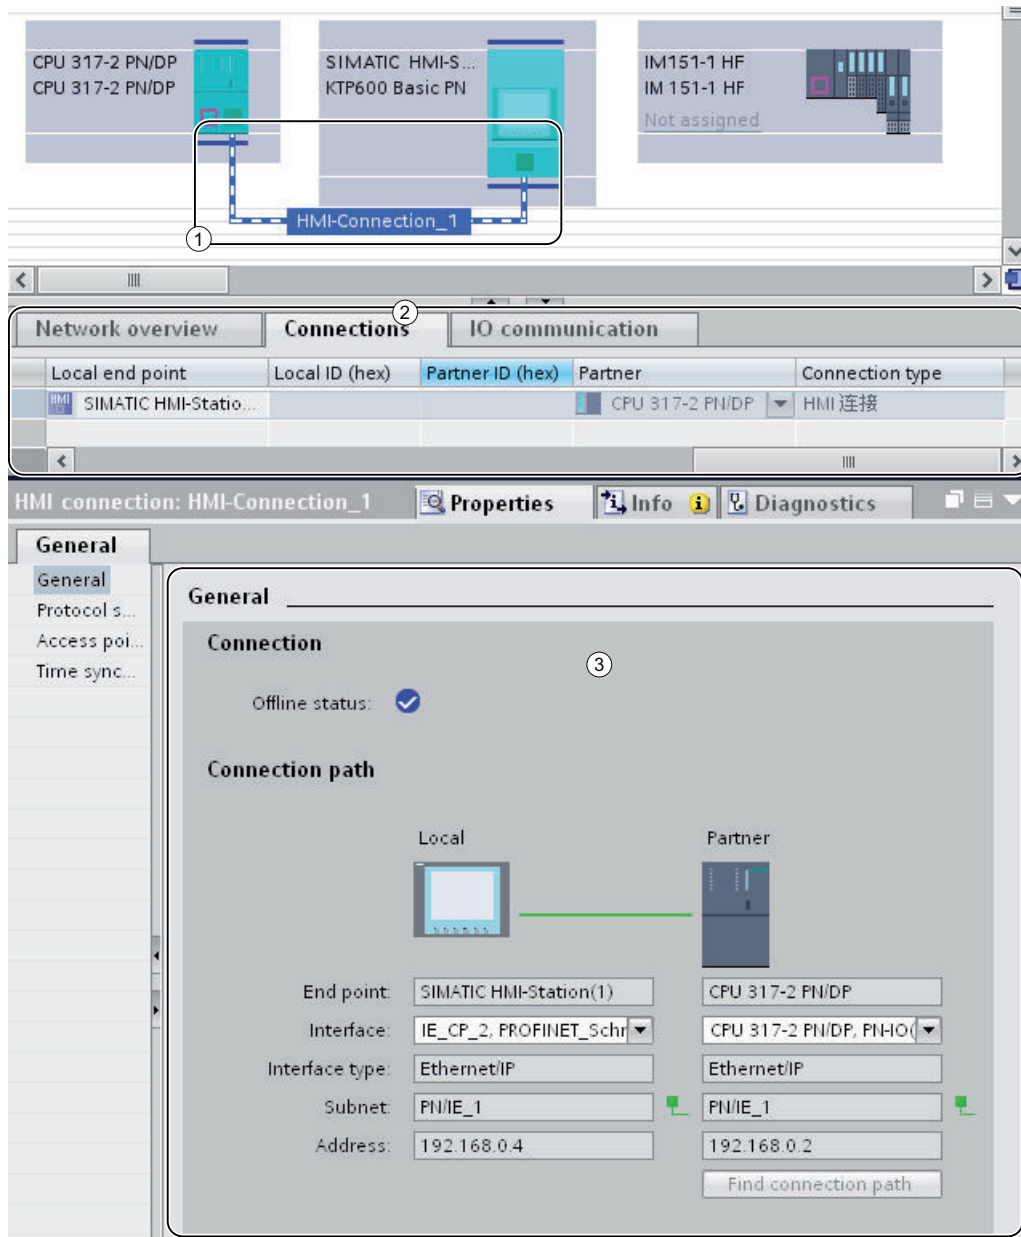 CPU 317-2 PN/DP
CPU 317-2 PN/DP
SIMATIC HMI-S...
KTP600 Basic PN
IM151-1 HF
IM 151-1 HF
Not assigned
HMI-Connection_1
1
2
Network overview Connections IO communication
Local end point Local ID (hex) Partner ID (hex) Partner Connection type
HMI SIMATIC HMI-Statio... CPU 317-2 PN/DP HMI 连接
HMI connection: HMI-Connection_1 Properties Info Diagnostics
General
General
Protocol s...
Access poi...
Time sync...
General
Connection
3
Offline status:
Connection path
Local Partner
End point: SIMATIC HMI-Station(1) CPU 317-2 PN/DP
Interface: IE_CP_2, PROFINET_Schr CPU 317-2 PN/DP, PN-IO(
Interface type: Ethernet/IP Ethernet/IP
Subnet: PN/IE_1 PN/IE_1
Address: 192.168.0.4 192.168.0.2
Find connection path